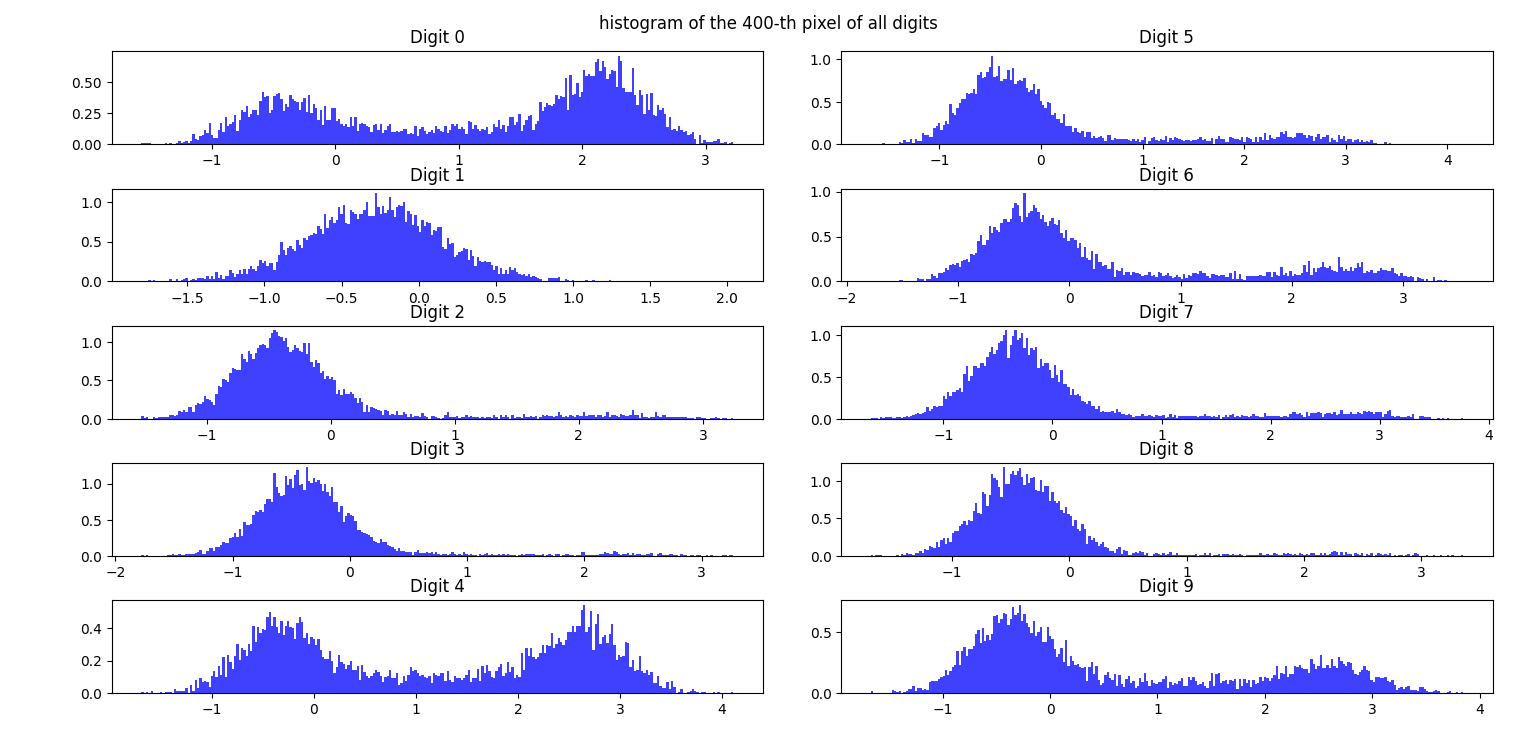 histogram of the 400-th pixel of all digits
Digit 0
0.50
0.25
0.00
−1 0 1 2 3
Digit 5
1.0
0.5
0.0
−1 0 1 2 3 4
Digit 1
1.0
0.5
0.0
−1.5 −1.0 −0.5 0.0 0.5 1.0 1.5 2.0
Digit 6
1.0
0.5
0.0
−2 −1 0 1 2 3
Digit 2
1.0
0.5
0.0
−1 0 1 2 3
Digit 7
1.0
0.5
0.0
−1 0 1 2 3 4
Digit 3
1.0
0.5
0.0
−2 −1 0 1 2 3
Digit 8
1.0
0.5
0.0
−1 0 1 2 3
Digit 4
0.4
0.2
0.0
−1 0 1 2 3 4
Digit 9
0.5
0.0
−1 0 1 2 3 4